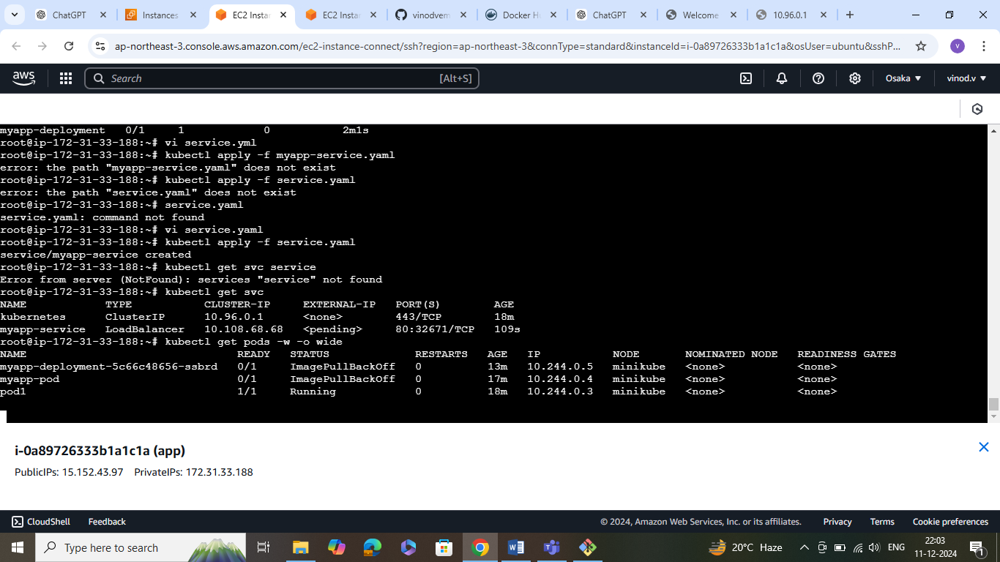 ChatGPT
Instances
EC2 Insta
EC2 Insta
vinodvem
Docker H
ChatGPT
Welcome
10.96.0.1
ap-northeast-3.console.aws.amazon.com/ec2-instance-connect/ssh?region=ap-northeast-3&connType=standard&instanceId=i-0a89726333b1a1c1a&osUser=ubuntu&sshP...
V
aws
Search
[Alt+S]
Osaka
vinod.v
myapp-deployment 0/1 1 0 2m1s
root@ip-172-31-33-188:~# vi service.yml
root@ip-172-31-33-188:~# kubectl apply -f myapp-service.yaml
error: the path "myapp-service.yaml" does not exist
root@ip-172-31-33-188:~# kubectl apply -f service.yaml
error: the path "service.yaml" does not exist
root@ip-172-31-33-188:~# service.yaml
service.yaml: command not found
root@ip-172-31-33-188:~# vi service.yaml
root@ip-172-31-33-188:~# kubectl apply -f service.yaml
service/myapp-service created
root@ip-172-31-33-188:~# kubectl get svc service
Error from server (NotFound): services "service" not found
root@ip-172-31-33-188:~# kubectl get svc
NAME TYPE CLUSTER-IP EXTERNAL-IP PORT(S) AGE
kubernetes ClusterIP 10.96.0.1 <none> 443/TCP 18m
myapp-service LoadBalancer 10.108.68.68 <pending> 80:32671/TCP 109s
root@ip-172-31-33-188:~# kubectl get pods -w -o wide
NAME READY STATUS RESTARTS AGE IP NODE NOMINATED NODE READINESS GATES
myapp-deployment-5c66c48656-ssbrd 0/1 ImagePullBackOff 0 13m 10.244.0.5 minikube <none> <none>
myapp-pod 0/1 ImagePullBackOff 0 17m 10.244.0.4 minikube <none> <none>
pod1 1/1 Running 0 18m 10.244.0.3 minikube <none> <none>
i-0a89726333b1a1c1a (app)
PublicIPs: 15.152.43.97 PrivateIPs: 172.31.33.188
CloudShell
Feedback
© 2024, Amazon Web Services, Inc. or its affiliates.
Privacy
Terms
Cookie preferences
Type here to search
20°C Haze
ENG
22:03
11-12-2024
1